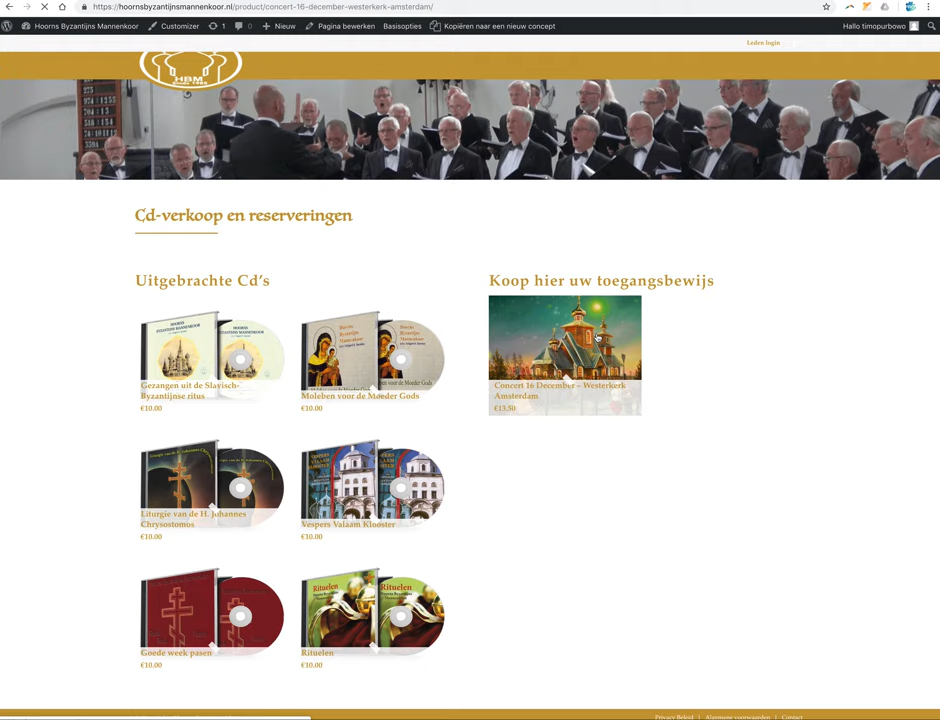 https://hoornsbyzantijnsmannenkoor.nl/product/concert-16-december-westerkerk-amsterdam/
Hoorns Byzantijns Mannenkoor Customizer 1 0 Nieuw Pagina bewerken Basisopties Kopiëren naar een nieuw concept Hallo timopurbowo
Leden login
HBM
Sinds 1985
Cd-verkoop en reserveringen
Uitgebrachte Cd's
Koop hier uw toegangsbewijs
Gezangen uit de Slavisch-
Byzantijnse ritus
€10.00
Moleben voor de Moeder Gods
€10.00
Concert 16 December – Westerkerk
Amsterdam
€13,50
Liturgie van de H. Johannes
Chrysostomos
€10.00
Vespers Valaam Klooster
€10.00
Rituelen
Rituelen
Goede week pasen
€10.00
Rituelen
€10.00
Privacy Beleid | Algemene voorwaarden | Contact